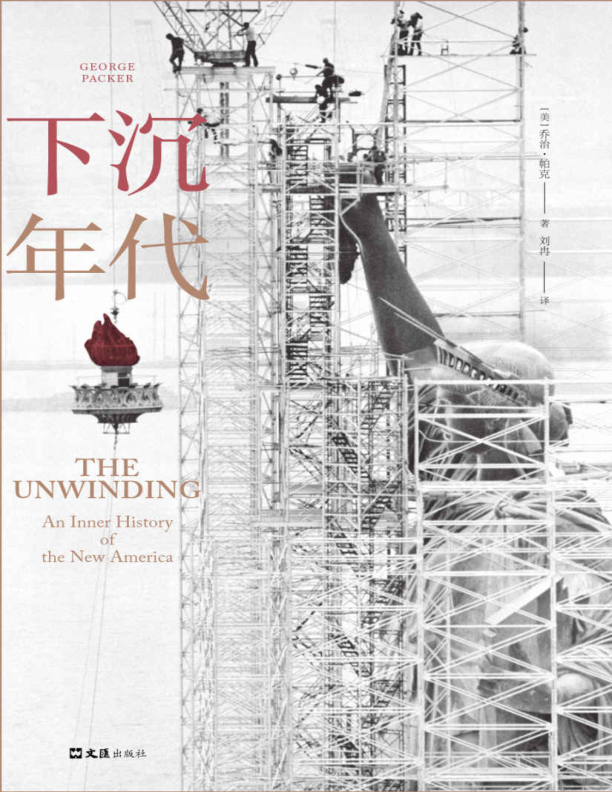 GEORGE
PACKER
下沉
年代
[美]乔治·帕克 —— 著 刘冉 —— 译
THE
UNWINDING
An Inner History
of
the New America
文匯出版社